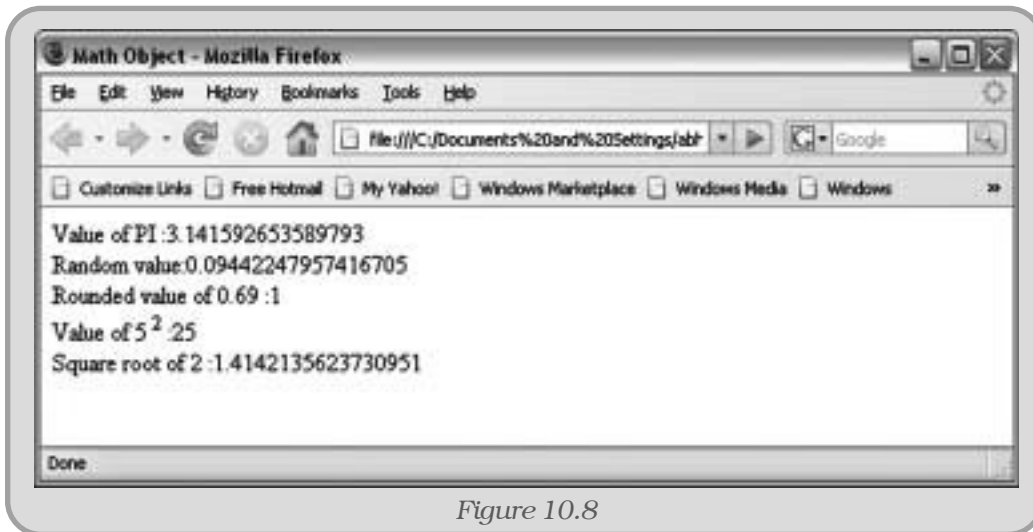 Math Object - Mozilla Firefox
File Edit View History Bookmarks Tools Help
file:///C:/Documents%20and%20Settings/abh Google
Customize Links Free Hotmail My Yahoo! Windows Marketplace Windows Media Windows »
Value of PI :3.141592653589793
Random value:0.09442247957416705
Rounded value of 0.69 :1
Value of 5 2 :25
Square root of 2 :1.4142135623730951
Done
Figure 10.8